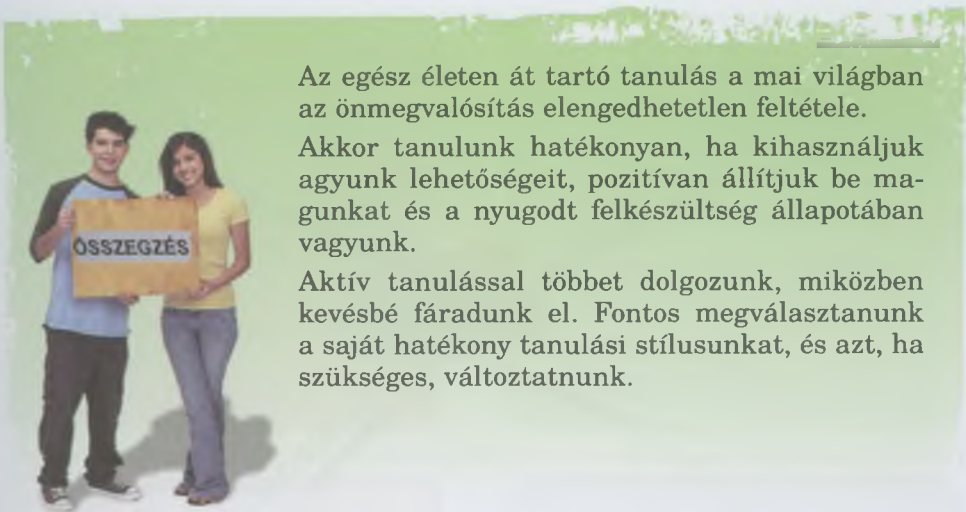 Az egész életen át tartó tanulás a mai világban
az önmegvalósítás elengedhetetlen feltétele.
Akkor tanulunk hatékonyan, ha kihasználjuk
agyunk lehetőségeit, pozitívan állítjuk be ma-
gunkat és a nyugodt felkészültség állapotában
vagyunk.
Aktív tanulással többet dolgozunk, miközben
kevésbé fáradunk el. Fontos megválasztanunk
a saját hatékony tanulási stílusunkat, és azt, ha
szükséges, változtatnunk.
ÖSSZEGZÉS